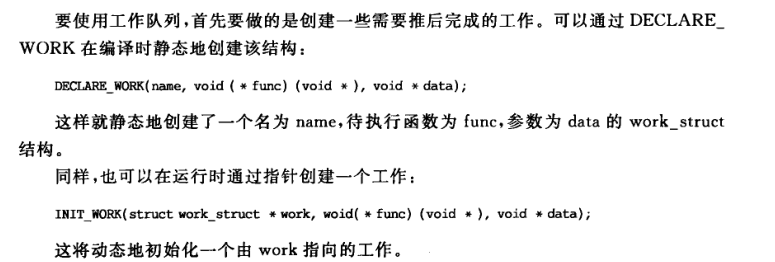 要使用工作队列,首先要做的是创建一些需要推后完成的工作。可以通过 DECLARE_
WORK 在编译时静态地创建该结构:
DECLARE_WORK(name, void ( * func) (void * ), void * data);
这样就静态地创建了一个名为 name,待执行函数为 func,参数为 data 的 work_struct
结构。
同样,也可以在运行时通过指针创建一个工作:
INIT_WORK(struct work_struct * work, woid( * func) (void * ), void * data);
这将动态地初始化一个由 work 指向的工作。